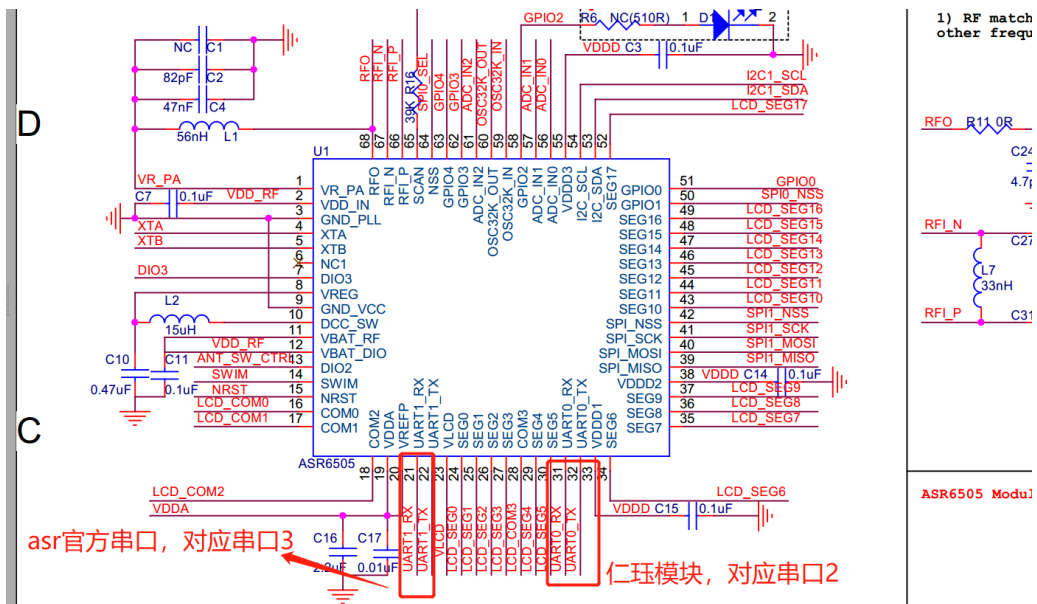 1) RF match
other frequ
GPIO2
R6
NC(510R)
1
D1
2
NC
C1
82pF
C2
47nF
C4
56nH
L1
RFO
RFI_N
RFI_P
39K
R16
SPI0_SEL
GPIO4
GPIO3
ADC_IN2
OSC32K_OUT
OSC32K_IN
ADC_IN1
ADC_IN0
VDDD
C3
0.1uF
I2C1_SCL
I2C1_SDA
LCD_SEG17
D
68
67
66
65
64
63
62
61
60
59
58
57
56
55
54
53
52
U1
RFO
RFI_N
RFI_P
SCAN
NSS
GPIO4
GPIO3
ADC_IN2
OSC32K_OUT
OSC32K_IN
GPIO2
ADC_IN1
ADC_IN0
VDDD3
I2C_SCL
I2C_SDA
SEG17
VR_PA
1
VR_PA
C7
0.1uF
VDD_RF
2
VDD_IN
3
GND_PLL
XTA
4
XTA
XTB
5
XTB
6
NC1
DIO3
7
DIO3
8
VREG
9
GND_VCC
L2
15uH
10
DCC_SW
11
VBAT_RF
VDD_RF
12
VBAT_DIO
ANT_SW_CTRL
13
DIO2
SWIM
14
SWIM
NRST
15
NRST
LCD_COM0
16
COM0
LCD_COM1
17
COM1
C10
0.47uF
C11
0.1uF
GPIO0
51
GPIO0
SPI0_NSS
50
GPIO1
LCD_SEG16
49
SEG16
LCD_SEG15
48
SEG15
LCD_SEG14
47
SEG14
LCD_SEG13
46
SEG13
LCD_SEG12
45
SEG12
LCD_SEG11
44
SEG11
LCD_SEG10
43
SEG10
SPI1_NSS
42
SPI_NSS
SPI1_SCK
41
SPI_SCK
SPI1_MOSI
40
SPI_MOSI
SPI1_MISO
39
SPI_MISO
38
VDDD
C14
0.1uF
VDDD2
37
LCD_SEG9
SEG9
36
LCD_SEG8
SEG8
35
LCD_SEG7
SEG7
C
COM2
VDDA
VREFP
UART1_RX
UART1_TX
VLCD
SEG0
SEG1
SEG2
SEG3
COM3
SEG4
SEG5
UART0_RX
UART0_TX
VDDD1
SEG6
ASR6505
18
19
20
21
22
23
24
25
26
27
28
29
30
31
32
33
34
LCD_COM2
VDDA
UART1_RX
UART1_TX
VLCD
LCD_SEG0
LCD_SEG1
LCD_SEG2
LCD_SEG3
LCD_COM3
LCD_SEG4
LCD_SEG5
UART0_RX
UART0_TX
VDDD
C15
0.1uF
LCD_SEG6
C16
C17
0.01uF
asr官方串口，对应串口3
仁珏模块，对应串口2
RFO
R11
0R
C24
RFI_N
C27
L7
33nH
RFI_P
C31
ASR6505 Modul